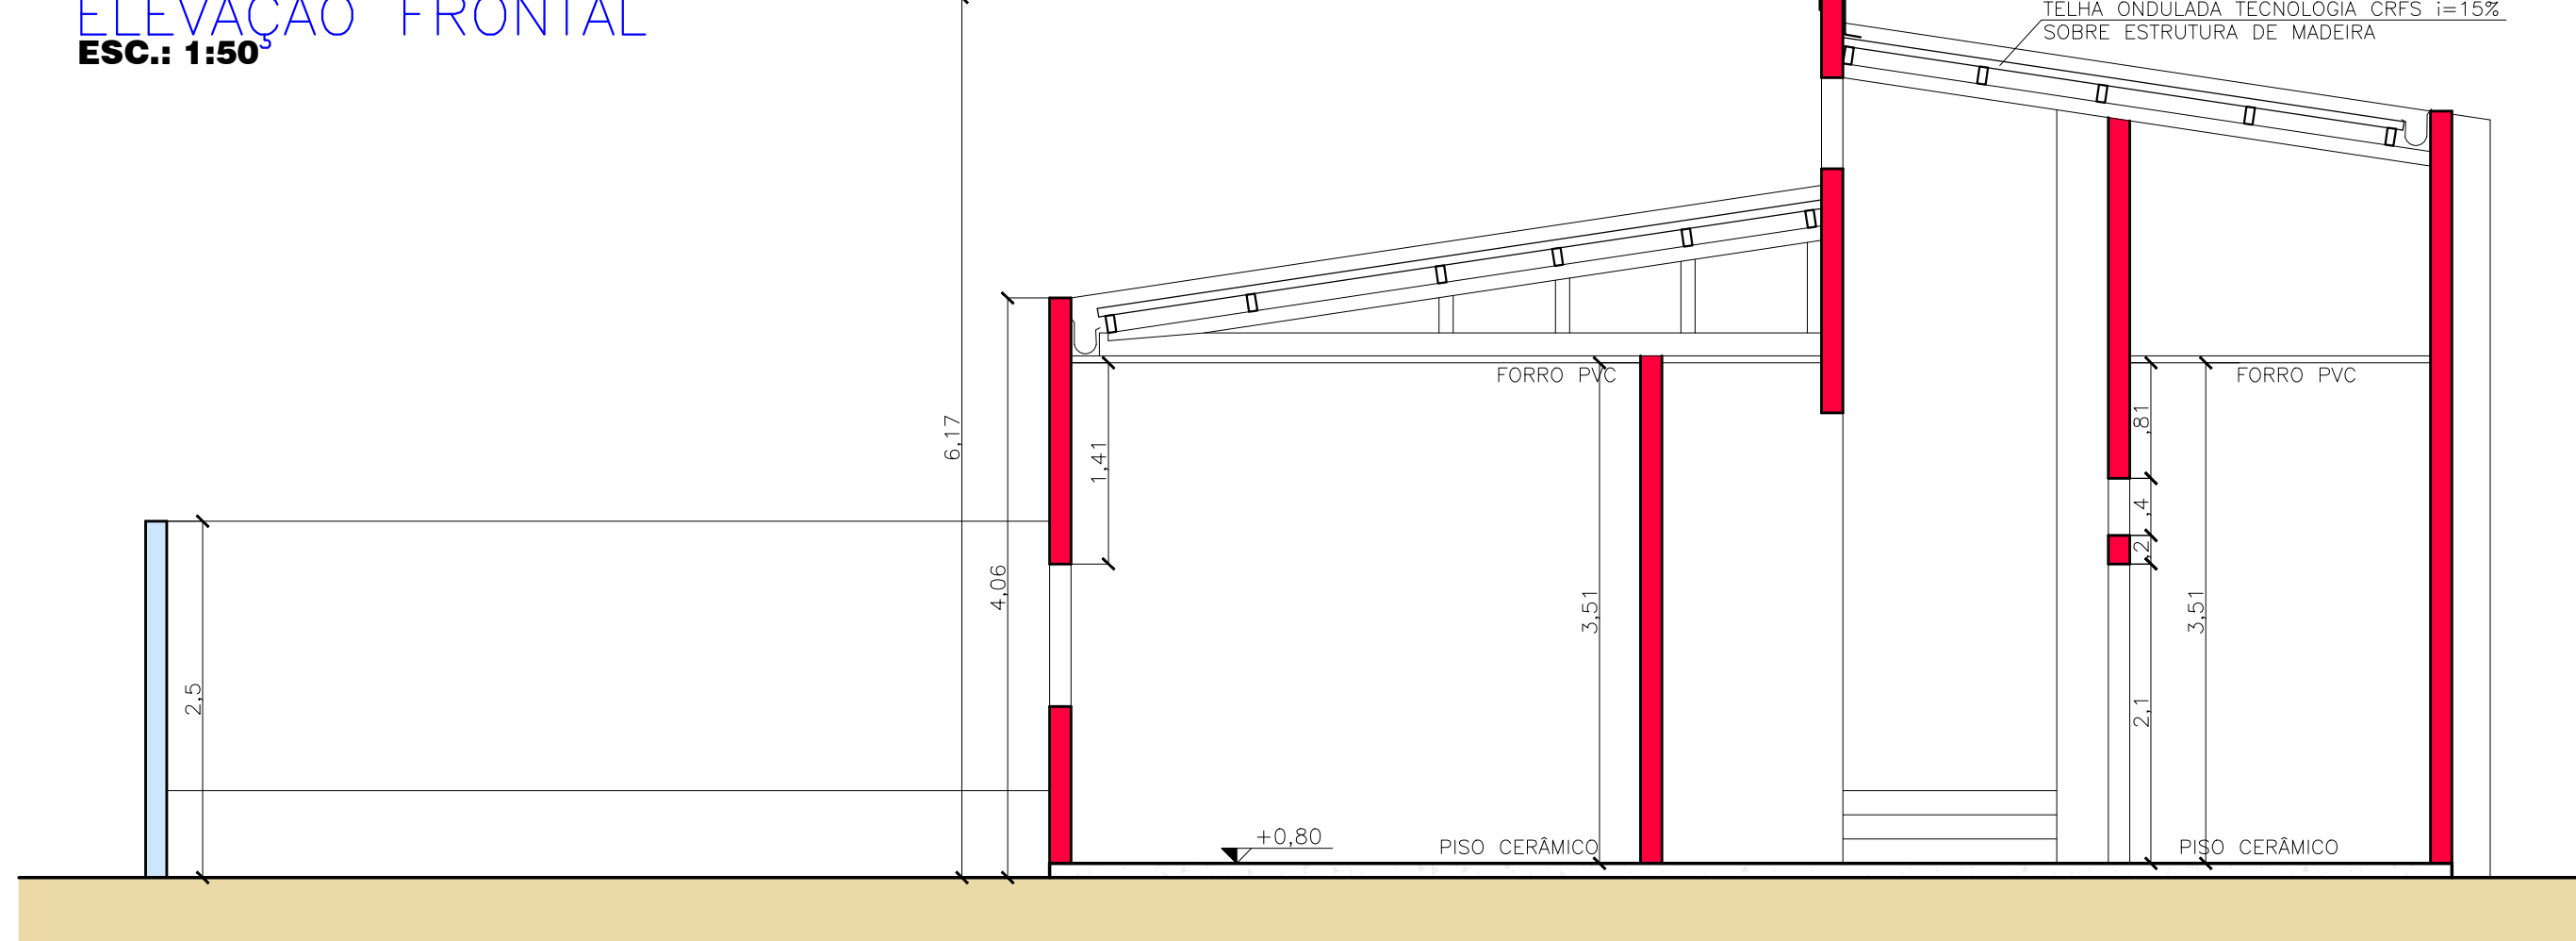 ELEVAÇÃO FRONTAL
ESC.: 1:50
TELHA ONDULADA TECNOLOGIA CRFS i=15%
SOBRE ESTRUTURA DE MADEIRA
FORRO PVC
FORRO PVC
6,17
1,41
,81
,4
,2
4,06
3,51
3,51
2,5
2,1
+0,80
PISO CERÂMICO
PISO CERÂMICO